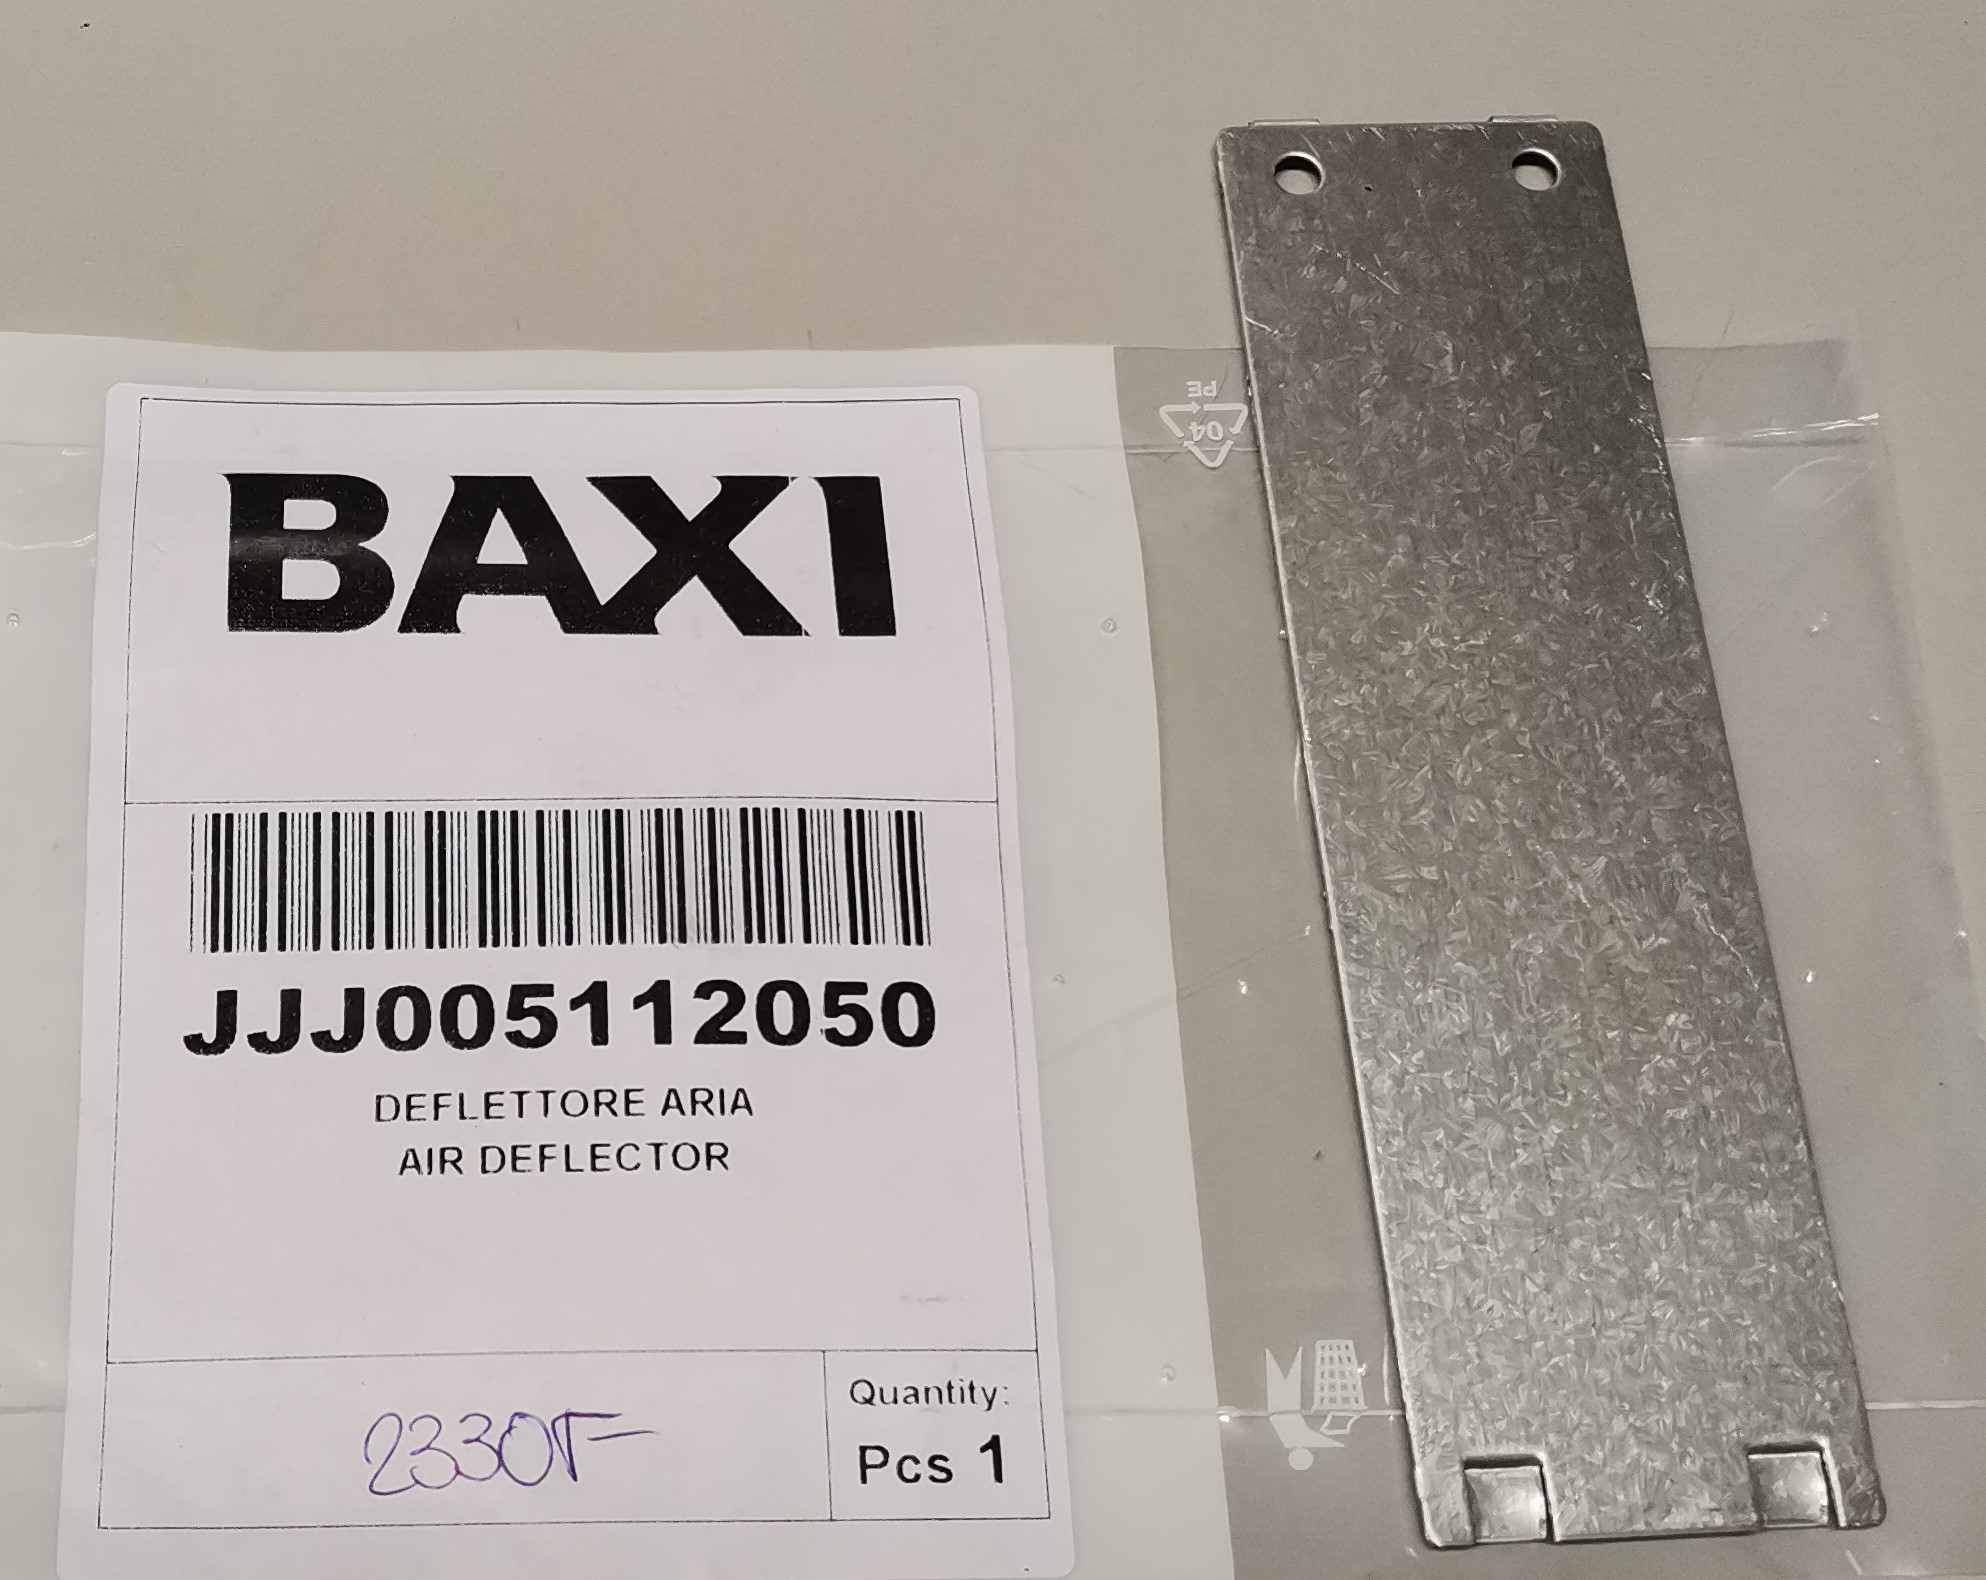 BAXI
JJJ005112050
DEFLETTORE ARIA
AIR DEFLECTOR
Quantity:
Pcs 1
04
PE